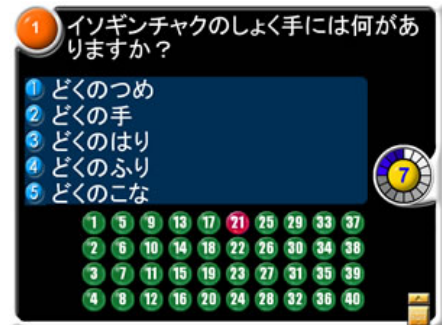 1 イソギンチャクのしょく手には何があ
りますか？
1 どくのつめ
2 どくの手
3 どくのはり
4 どくのふり
5 どくのこな
7
1 5 9 13 17 21 25 29 33 37
2 6 10 14 18 22 26 30 34 38
3 7 11 15 19 23 27 31 35 39
4 8 12 16 20 24 28 32 36 40